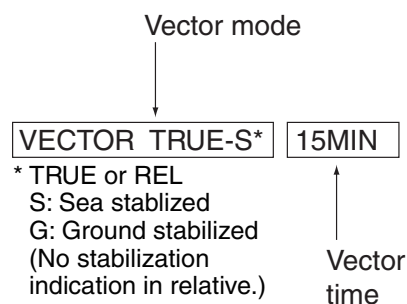 Vector mode
VECTOR TRUE-S* 15MIN
* TRUE or REL
S: Sea stablized
G: Ground stabilized
(No stabilization
indication in relative.)
Vector
time